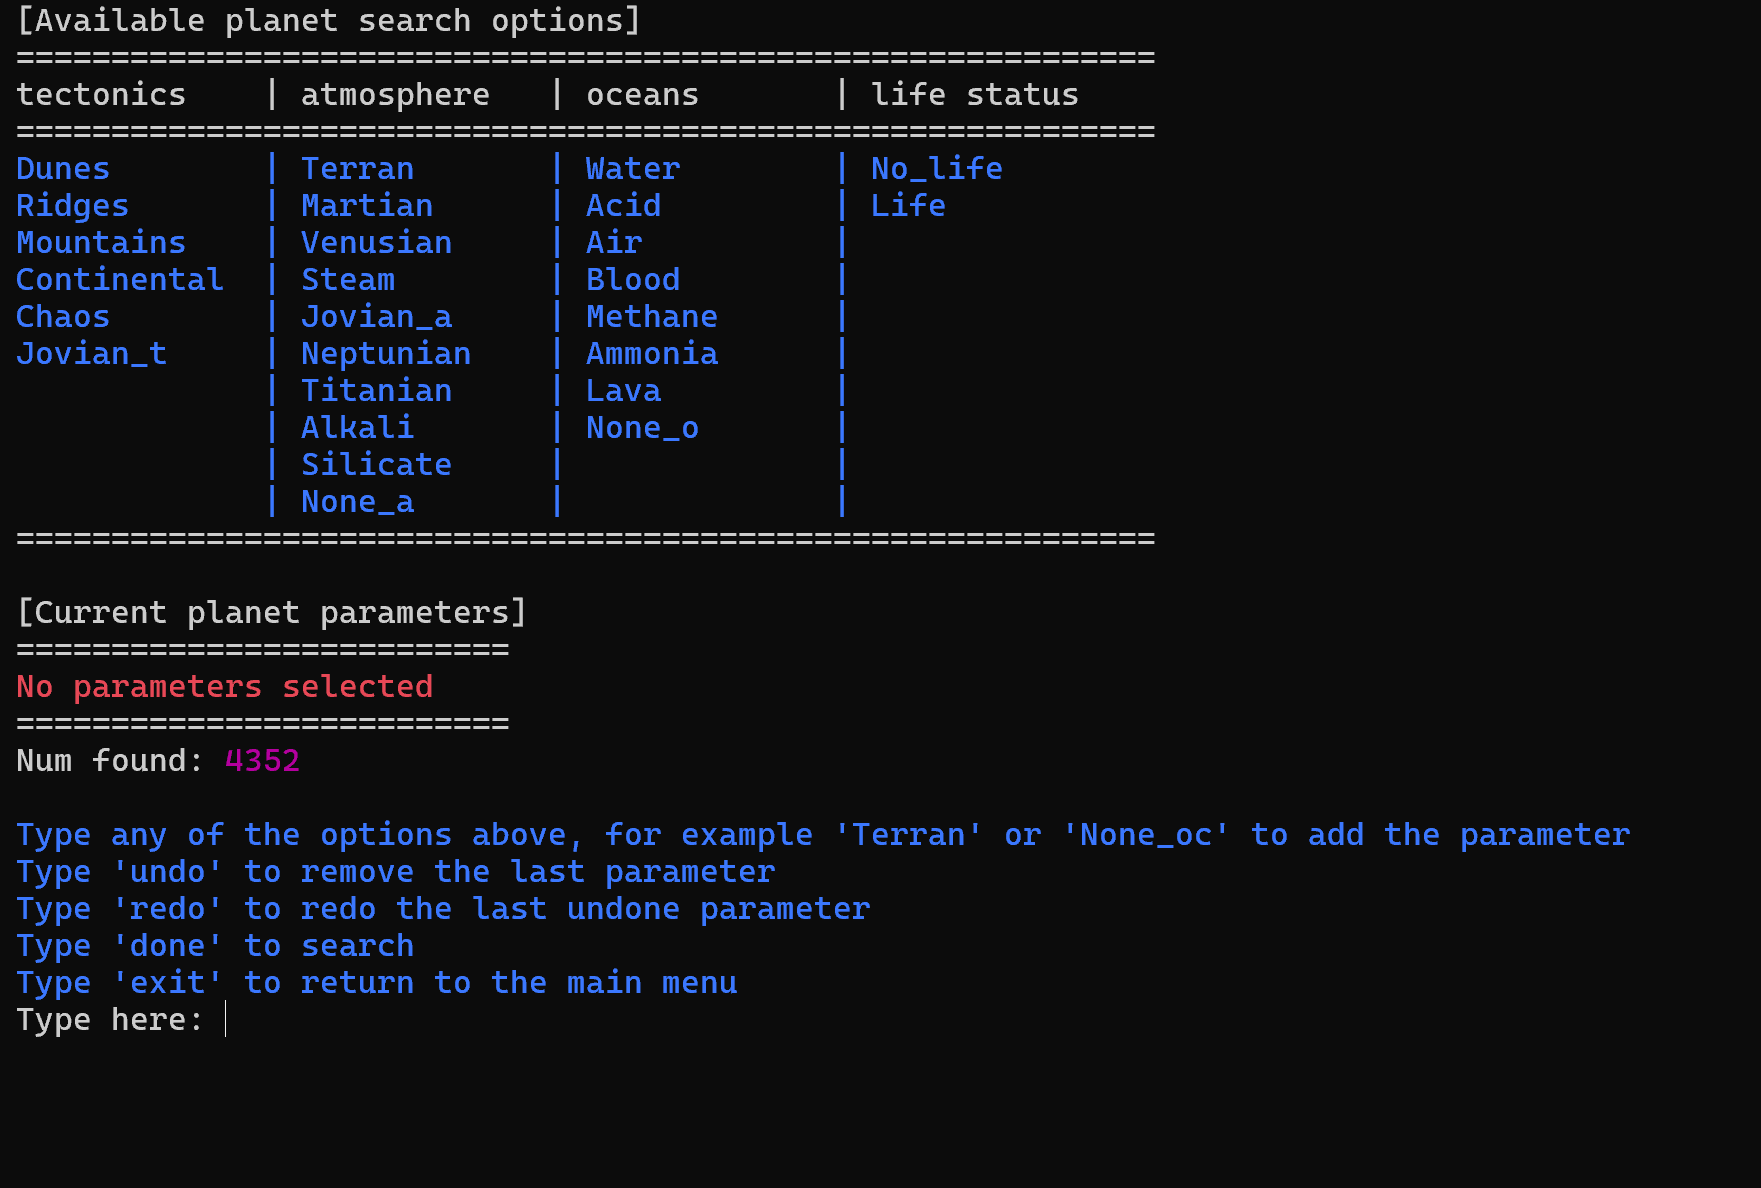 [Available planet search options]
============================================================
tectonics    | atmosphere   | oceans       | life status
============================================================
Dunes        | Terran       | Water        | No_life
Ridges       | Martian      | Acid         | Life
Mountains    | Venusian     | Air          |
Continental  | Steam        | Blood        |
Chaos        | Jovian_a     | Methane      |
Jovian_t     | Neptunian    | Ammonia      |
             | Titanian     | Lava         |
             | Alkali       | None_o       |
             | Silicate     |              |
             | None_a       |              |
============================================================
[Current planet parameters]
==========================
No parameters selected
==========================
Num found: 4352
Type any of the options above, for example 'Terran' or 'None_oc' to add the parameter
Type 'undo' to remove the last parameter
Type 'redo' to redo the last undone parameter
Type 'done' to search
Type 'exit' to return to the main menu
Type here: